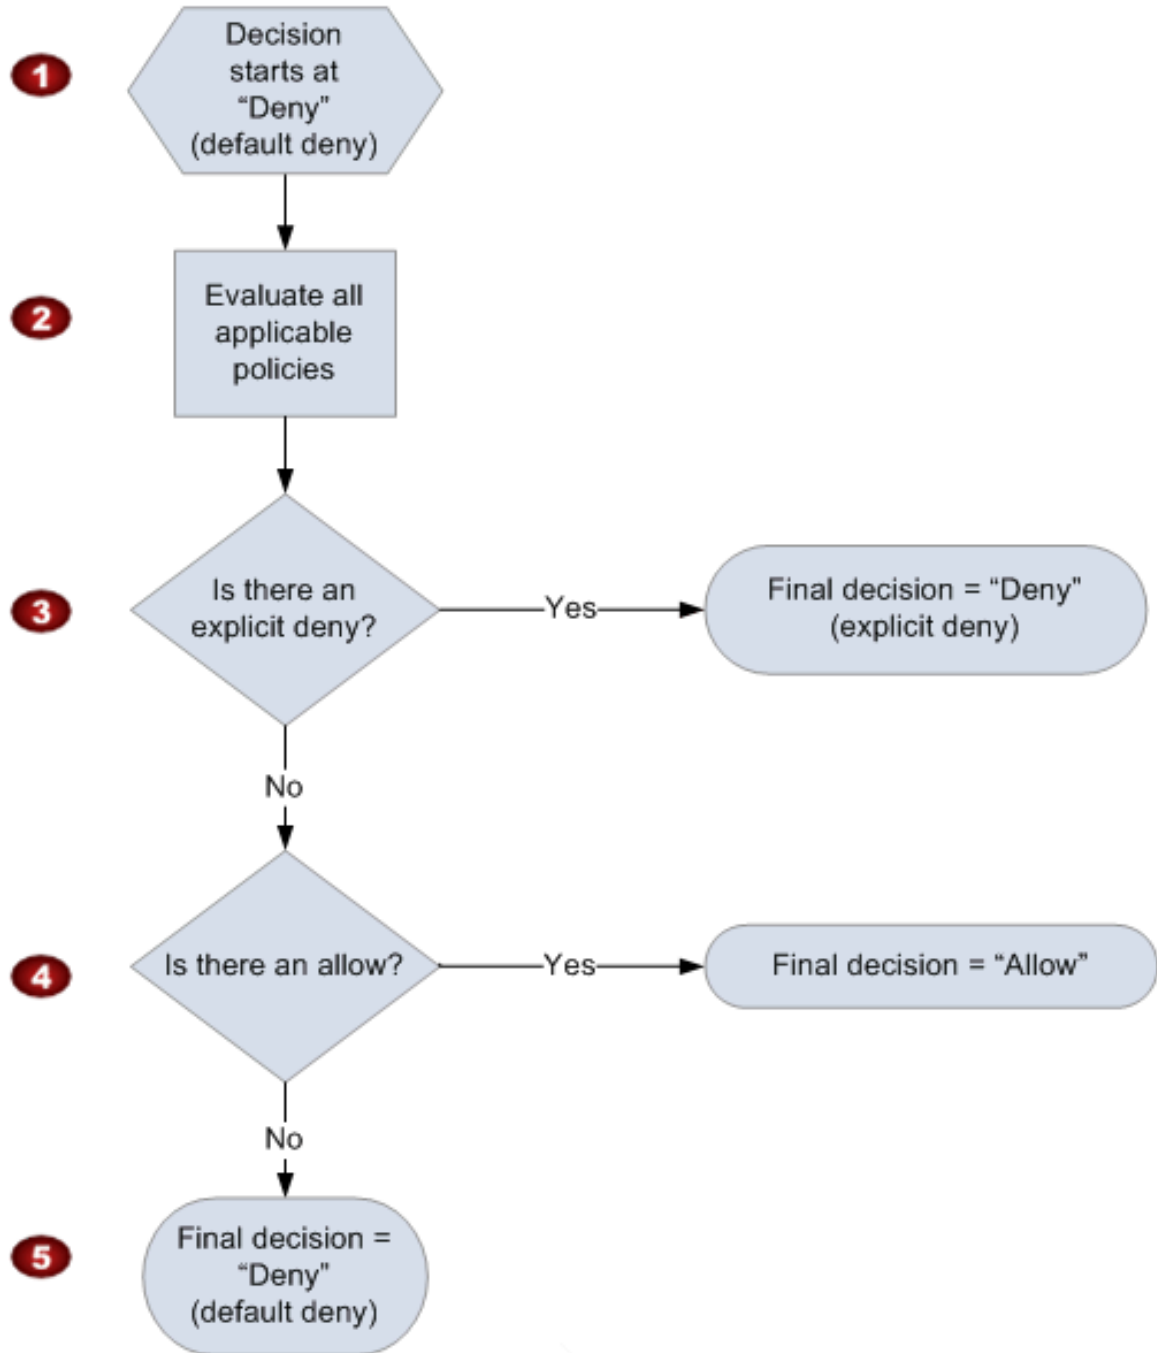 1
Decision
starts at
“Deny”
(default deny)
2
Evaluate all
applicable
policies
3
Is there an
explicit deny?
Yes
Final decision = “Deny”
(explicit deny)
No
4
Is there an allow?
Yes
Final decision = “Allow”
No
5
Final decision =
“Deny”
(default deny)